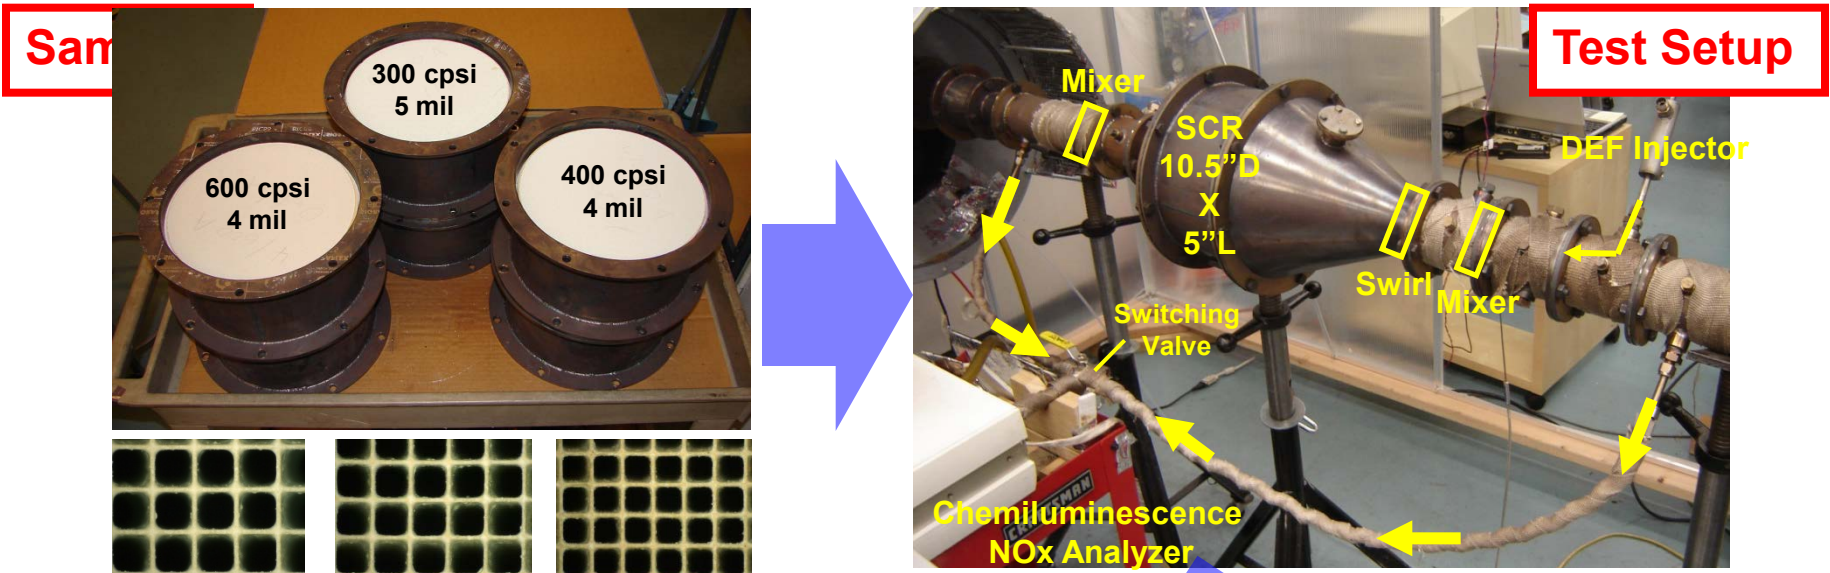 Sam
300 cpsi
5 mil
600 cpsi
4 mil
400 cpsi
4 mil
Test Setup
Mixer
SCR
10.5”D
X
5”L
DEF Injector
Swirl
Mixer
Switching
Valve
CRAFTSMAN
Chemiluminescence
NOx Analyzer